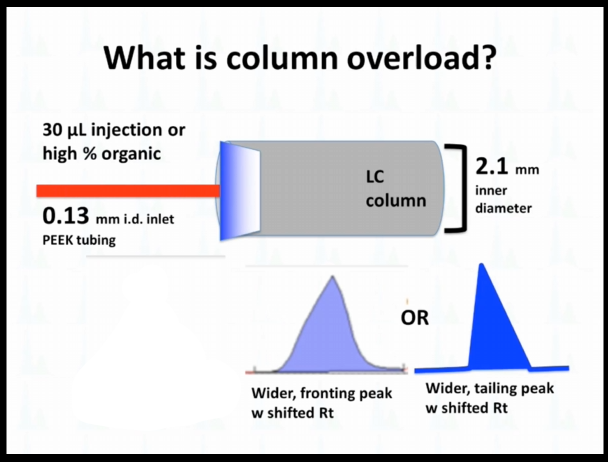 What is column overload?
30 µL injection or
high % organic
0.13 mm i.d. inlet
PEEK tubing
LC
column
2.1 mm
inner
diameter
OR
Wider, fronting peak
w shifted Rt
Wider, tailing peak
w shifted Rt